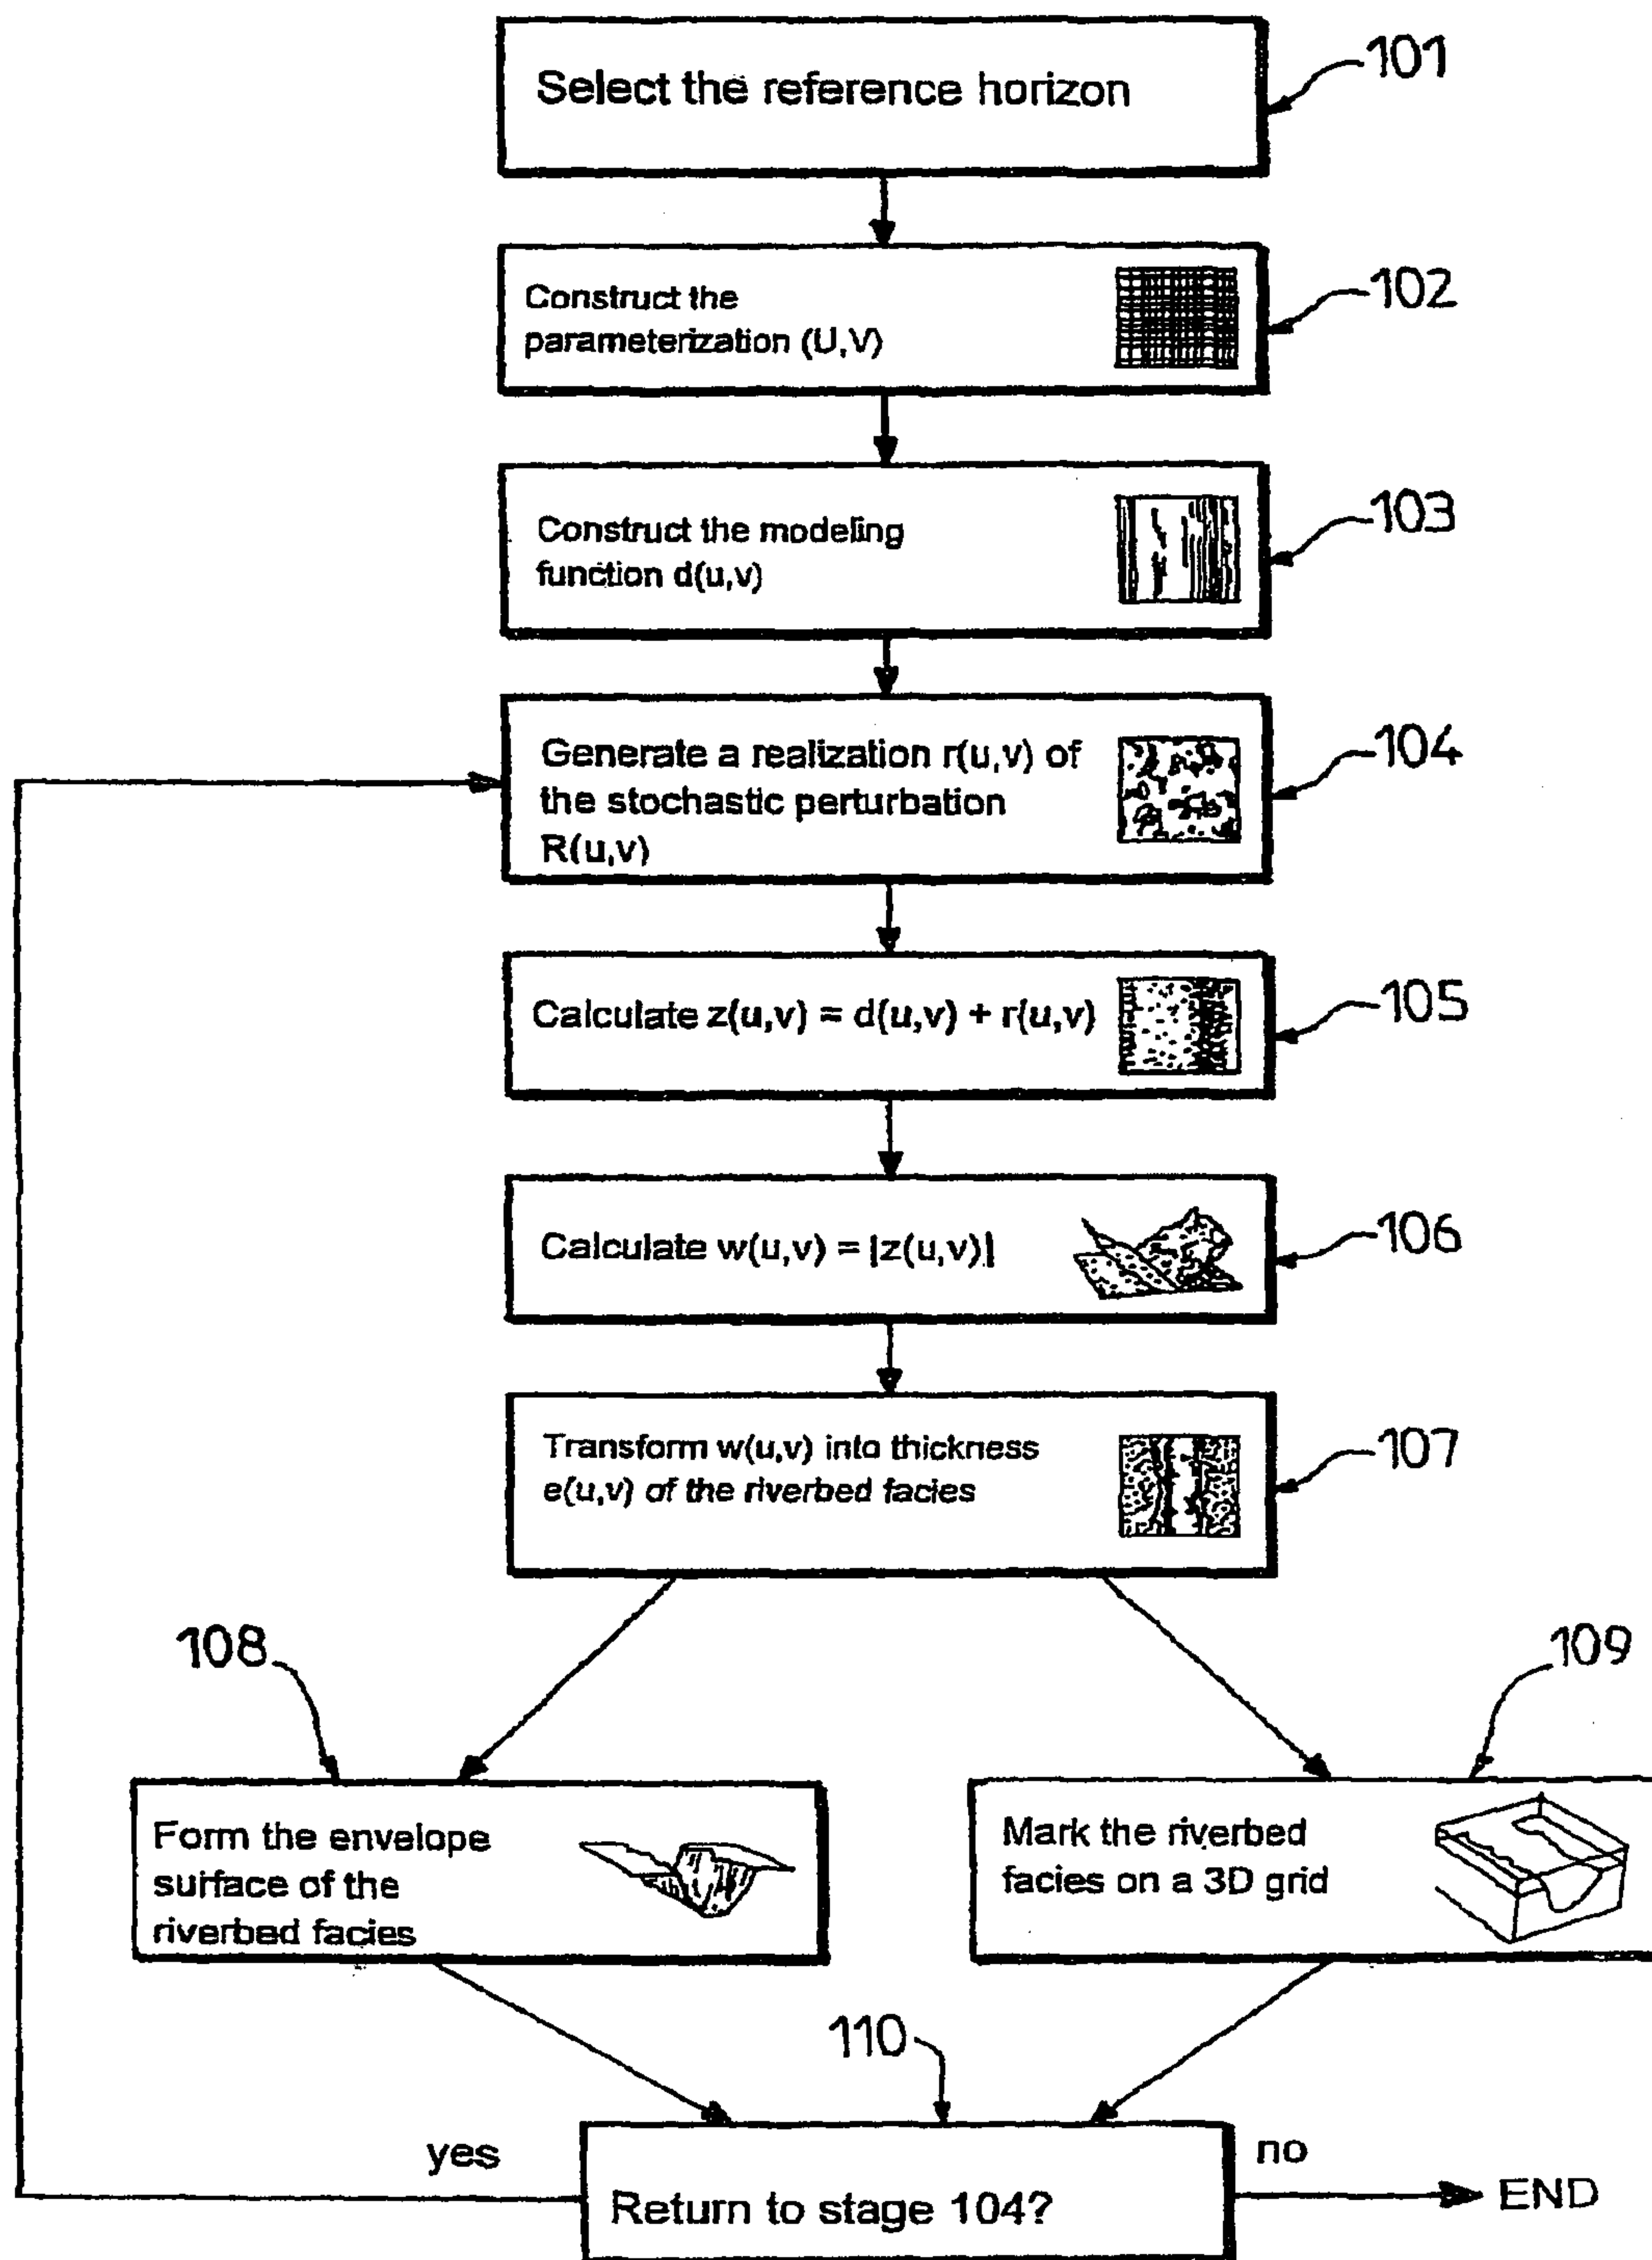 Select the reference horizon
101
Construct the
parameterization (U,V)
102
Construct the modeling
function d(u,v)
103
Generate a realization r(u,v) of
the stochastic perturbation
R(u,v)
104
Calculate z(u,v) = d(u,v) + r(u,v)
105
Calculate w(u,v) = |z(u,v)|
106
Transform w(u,v) into thickness
e(u,v) of the riverbed facies
107
108
109
Form the envelope
surface of the
riverbed facies
Mark the riverbed
facies on a 3D grid
110
yes
no
Return to stage 104?
END